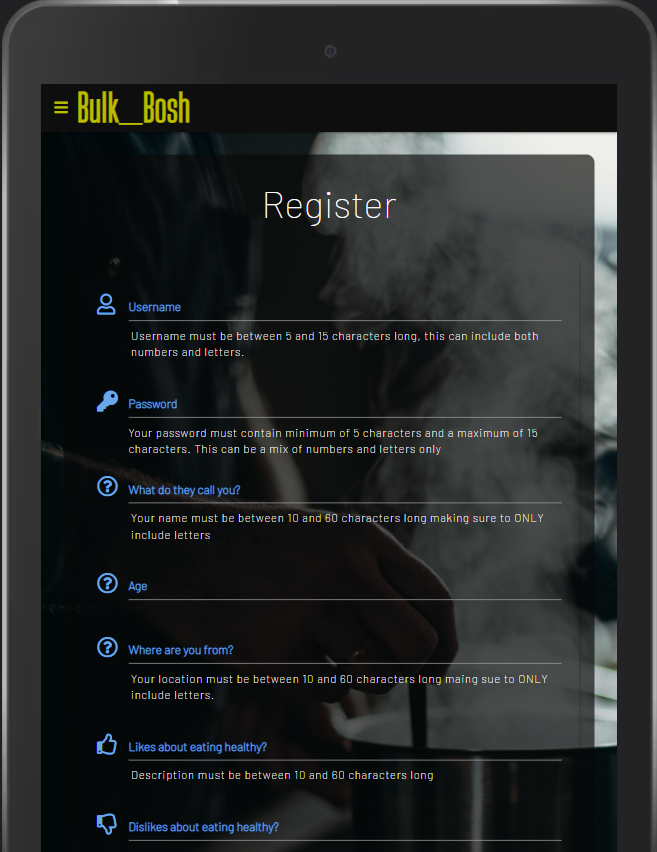 Bulk__Bosh
Register
Username
Username must be between 5 and 15 characters long, this can include both
numbers and letters.
Password
Your password must contain minimum of 5 characters and a maximum of 15
characters. This can be a mix of numbers and letters only
What do they call you?
Your name must be between 10 and 60 characters long making sure to ONLY
include letters
Age
Where are you from?
Your location must be between 10 and 60 characters long maing sue to ONLY
include letters.
Likes about eating healthy?
Description must be between 10 and 60 characters long
Dislikes about eating healthy?